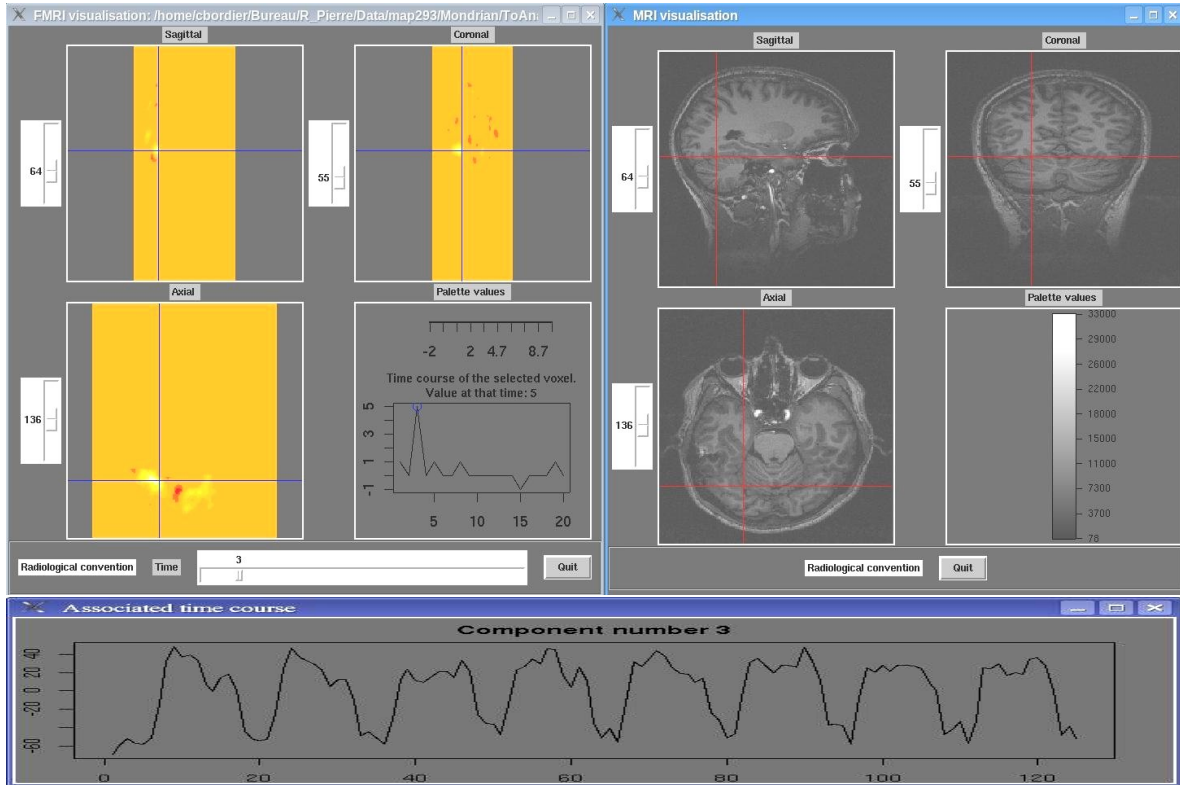 FMRI visualisation: /home/cbordier/Bureau/R_Pierre/Data/map293/Mondrian/ToAn
Sagittal
Coronal
64
55
Axial
Palette values
136
-2 2 4.7 8.7
Time course of the selected voxel.
Value at that time: 5
-1 1 3 5
5 10 15 20
Radiological convention
Time
3
Quit
MRI visualisation
Sagittal
Coronal
64
55
Axial
Palette values
136
33000
29000
26000
22000
18000
15000
11000
7300
3700
78
Radiological convention
Quit
Associated time course
Component number 3
-60 -20 0 20 40
0 20 40 60 80 100 120